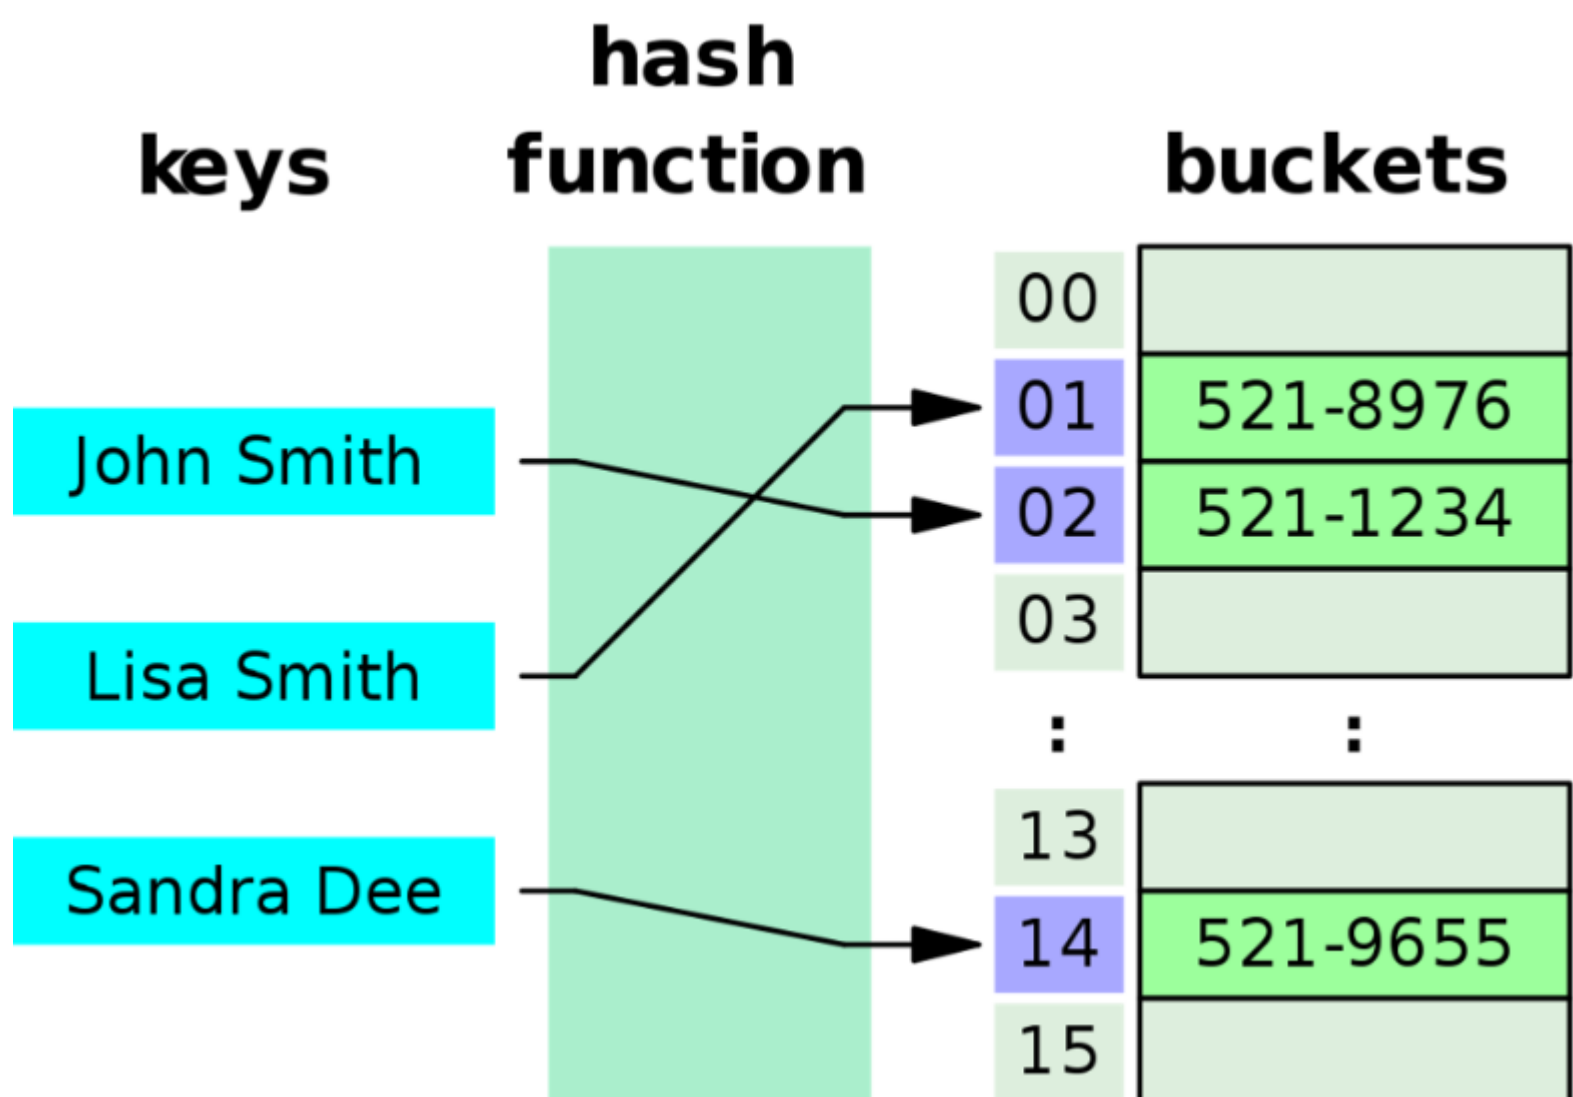 hash
keys function buckets
00
01 521-8976
John Smith
02 521-1234
03
Lisa Smith
: :
13
Sandra Dee
14 521-9655
15